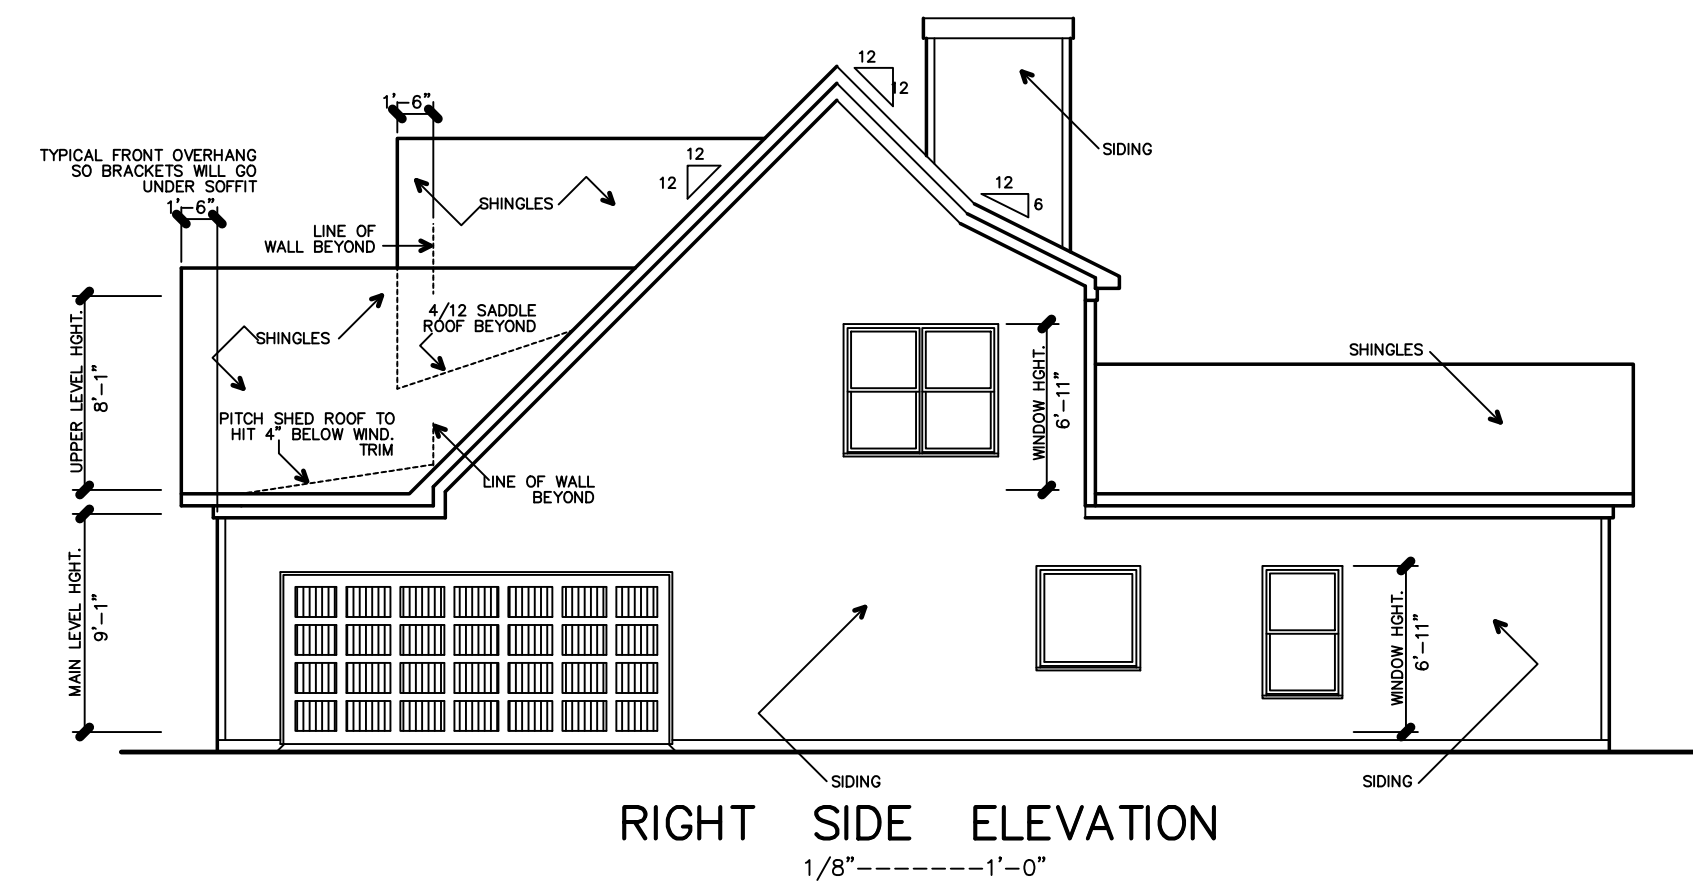 12
12
1'-6"
SIDING
TYPICAL FRONT OVERHANG
SO BRACKETS WILL GO
UNDER SOFFIT
1'-6"
12
12
SHINGLES
12
6
LINE OF
WALL BEYOND
4/12 SADDLE
ROOF BEYOND
SHINGLES
UPPER LEVEL HGHT.
8'-1"
SHINGLES
WINDOW HGHT.
6'-11"
PITCH SHED ROOF TO
HIT 4" BELOW WIND.
TRIM
LINE OF WALL
BEYOND
MAIN LEVEL HGHT.
9'-1"
WINDOW HGHT.
6'-11"
SIDING
SIDING
RIGHT SIDE ELEVATION
1/8"-------1'-0"